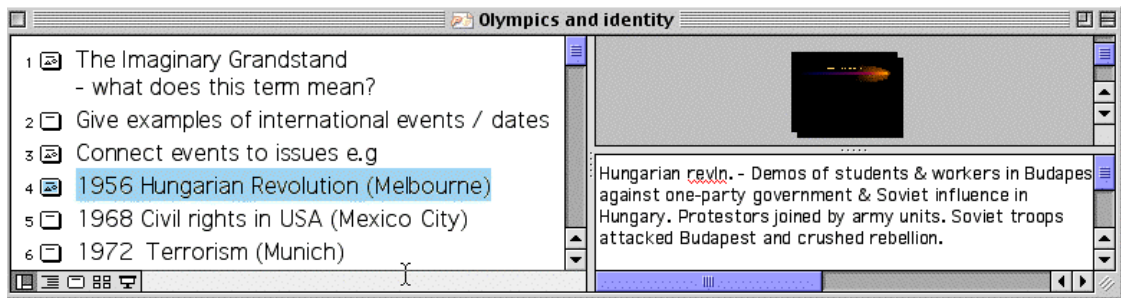 Olympics and identity
1 The Imaginary Grandstand
- what does this term mean?
2 Give examples of international events / dates
3 Connect events to issues e.g
4 1956 Hungarian Revolution (Melbourne)
5 1968 Civil rights in USA (Mexico City)
6 1972 Terrorism (Munich)
Hungarian revln. - Demos of students & workers in Budapes
against one-party government & Soviet influence in
Hungary. Protestors joined by army units. Soviet troops
attacked Budapest and crushed rebellion.